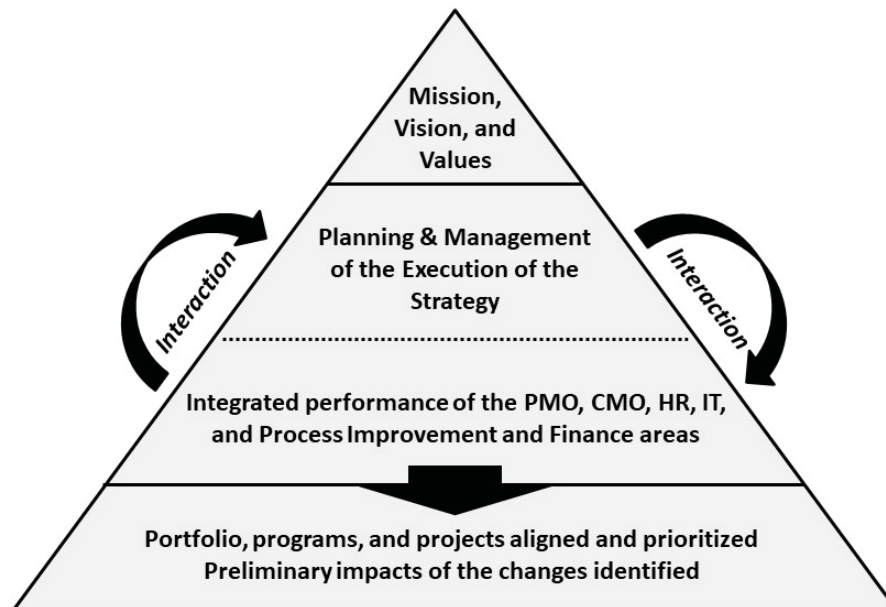 Mission,
Vision, and
Values
Planning & Management
of the Execution of the
Strategy
Interaction
Interaction
Integrated performance of the PMO, CMO, HR, IT,
and Process Improvement and Finance areas
Portfolio, programs, and projects aligned and prioritized
Preliminary impacts of the changes identified